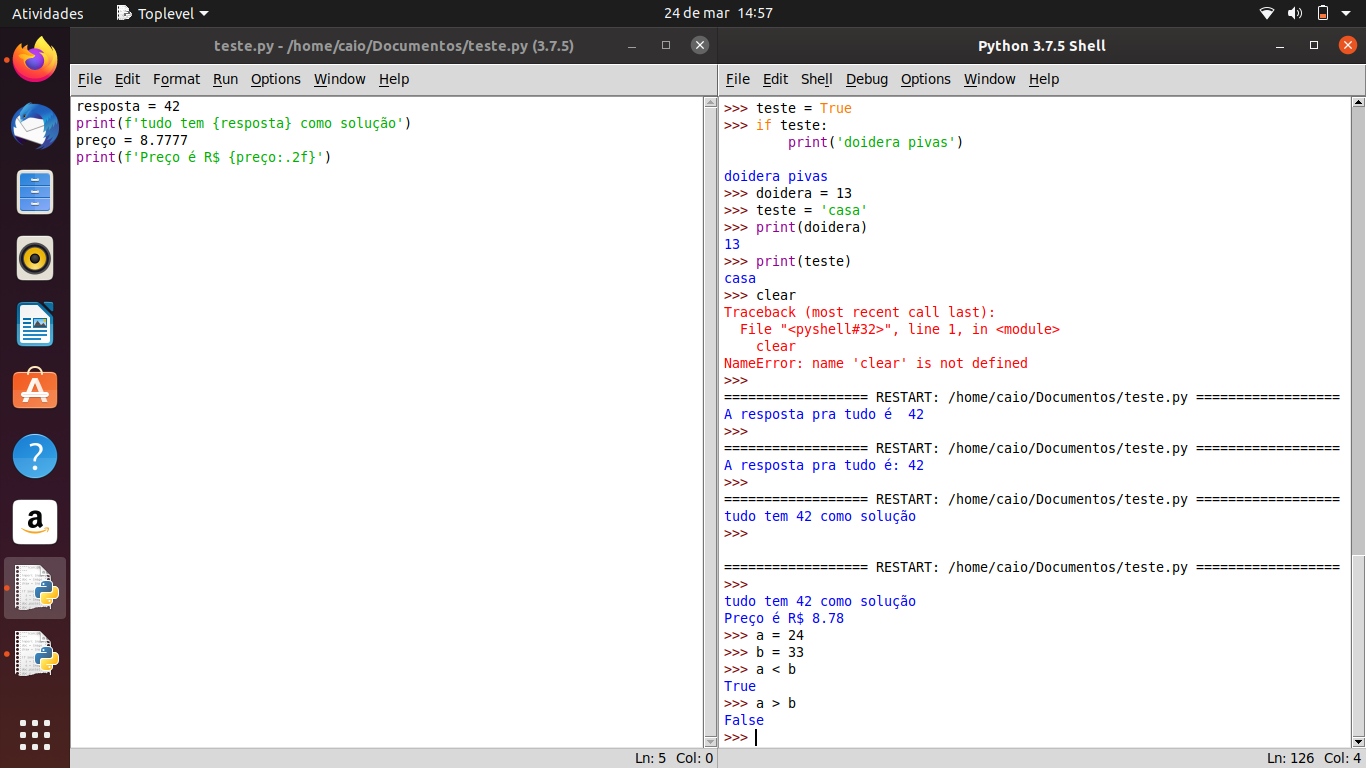 Atividades
Toplevel
24 de mar 14:57
teste.py - /home/caio/Documentos/teste.py (3.7.5)
File Edit Format Run Options Window Help
resposta = 42
print(f'tudo tem {resposta} como solução')
preço = 8.7777
print(f'Preço é R$ {preço:.2f}')
Ln: 5 Col: 0
Python 3.7.5 Shell
File Edit Shell Debug Options Window Help
>>> teste = True
>>> if teste:
        print('doidera pivas')
doidera pivas
>>> doidera = 13
>>> teste = 'casa'
>>> print(doidera)
13
>>> print(teste)
casa
>>> clear
Traceback (most recent call last):
  File "<pyshell#32>", line 1, in <module>
    clear
NameError: name 'clear' is not defined
>>>
================== RESTART: /home/caio/Documentos/teste.py ==================
A resposta pra tudo é  42
>>>
================== RESTART: /home/caio/Documentos/teste.py ==================
A resposta pra tudo é: 42
>>>
================== RESTART: /home/caio/Documentos/teste.py ==================
tudo tem 42 como solução
>>>
================== RESTART: /home/caio/Documentos/teste.py ==================
>>>
tudo tem 42 como solução
Preço é R$ 8.78
>>> a = 24
>>> b = 33
>>> a < b
True
>>> a > b
False
>>>
Ln: 126 Col: 4